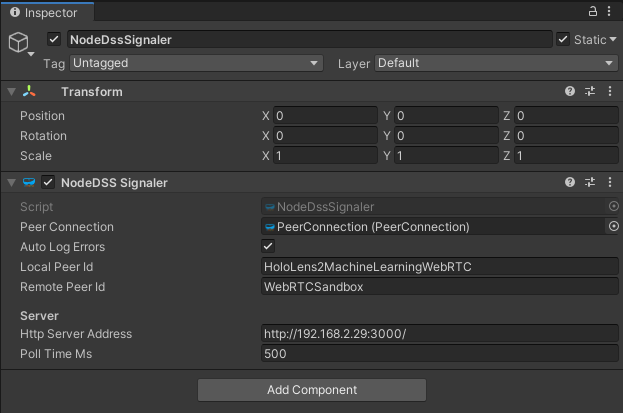 Inspector
NodeDssSignaler Static
Tag Untagged Layer Default
Transform
Position X 0 Y 0 Z 0
Rotation X 0 Y 0 Z 0
Scale X 1 Y 1 Z 1
NodeDSS Signaler
Script NodeDssSignaler
Peer Connection PeerConnection (PeerConnection)
Auto Log Errors
Local Peer Id HoloLens2MachineLearningWebRTC
Remote Peer Id WebRTCSandbox
Server
Http Server Address http://192.168.2.29:3000/
Poll Time Ms 500
Add Component